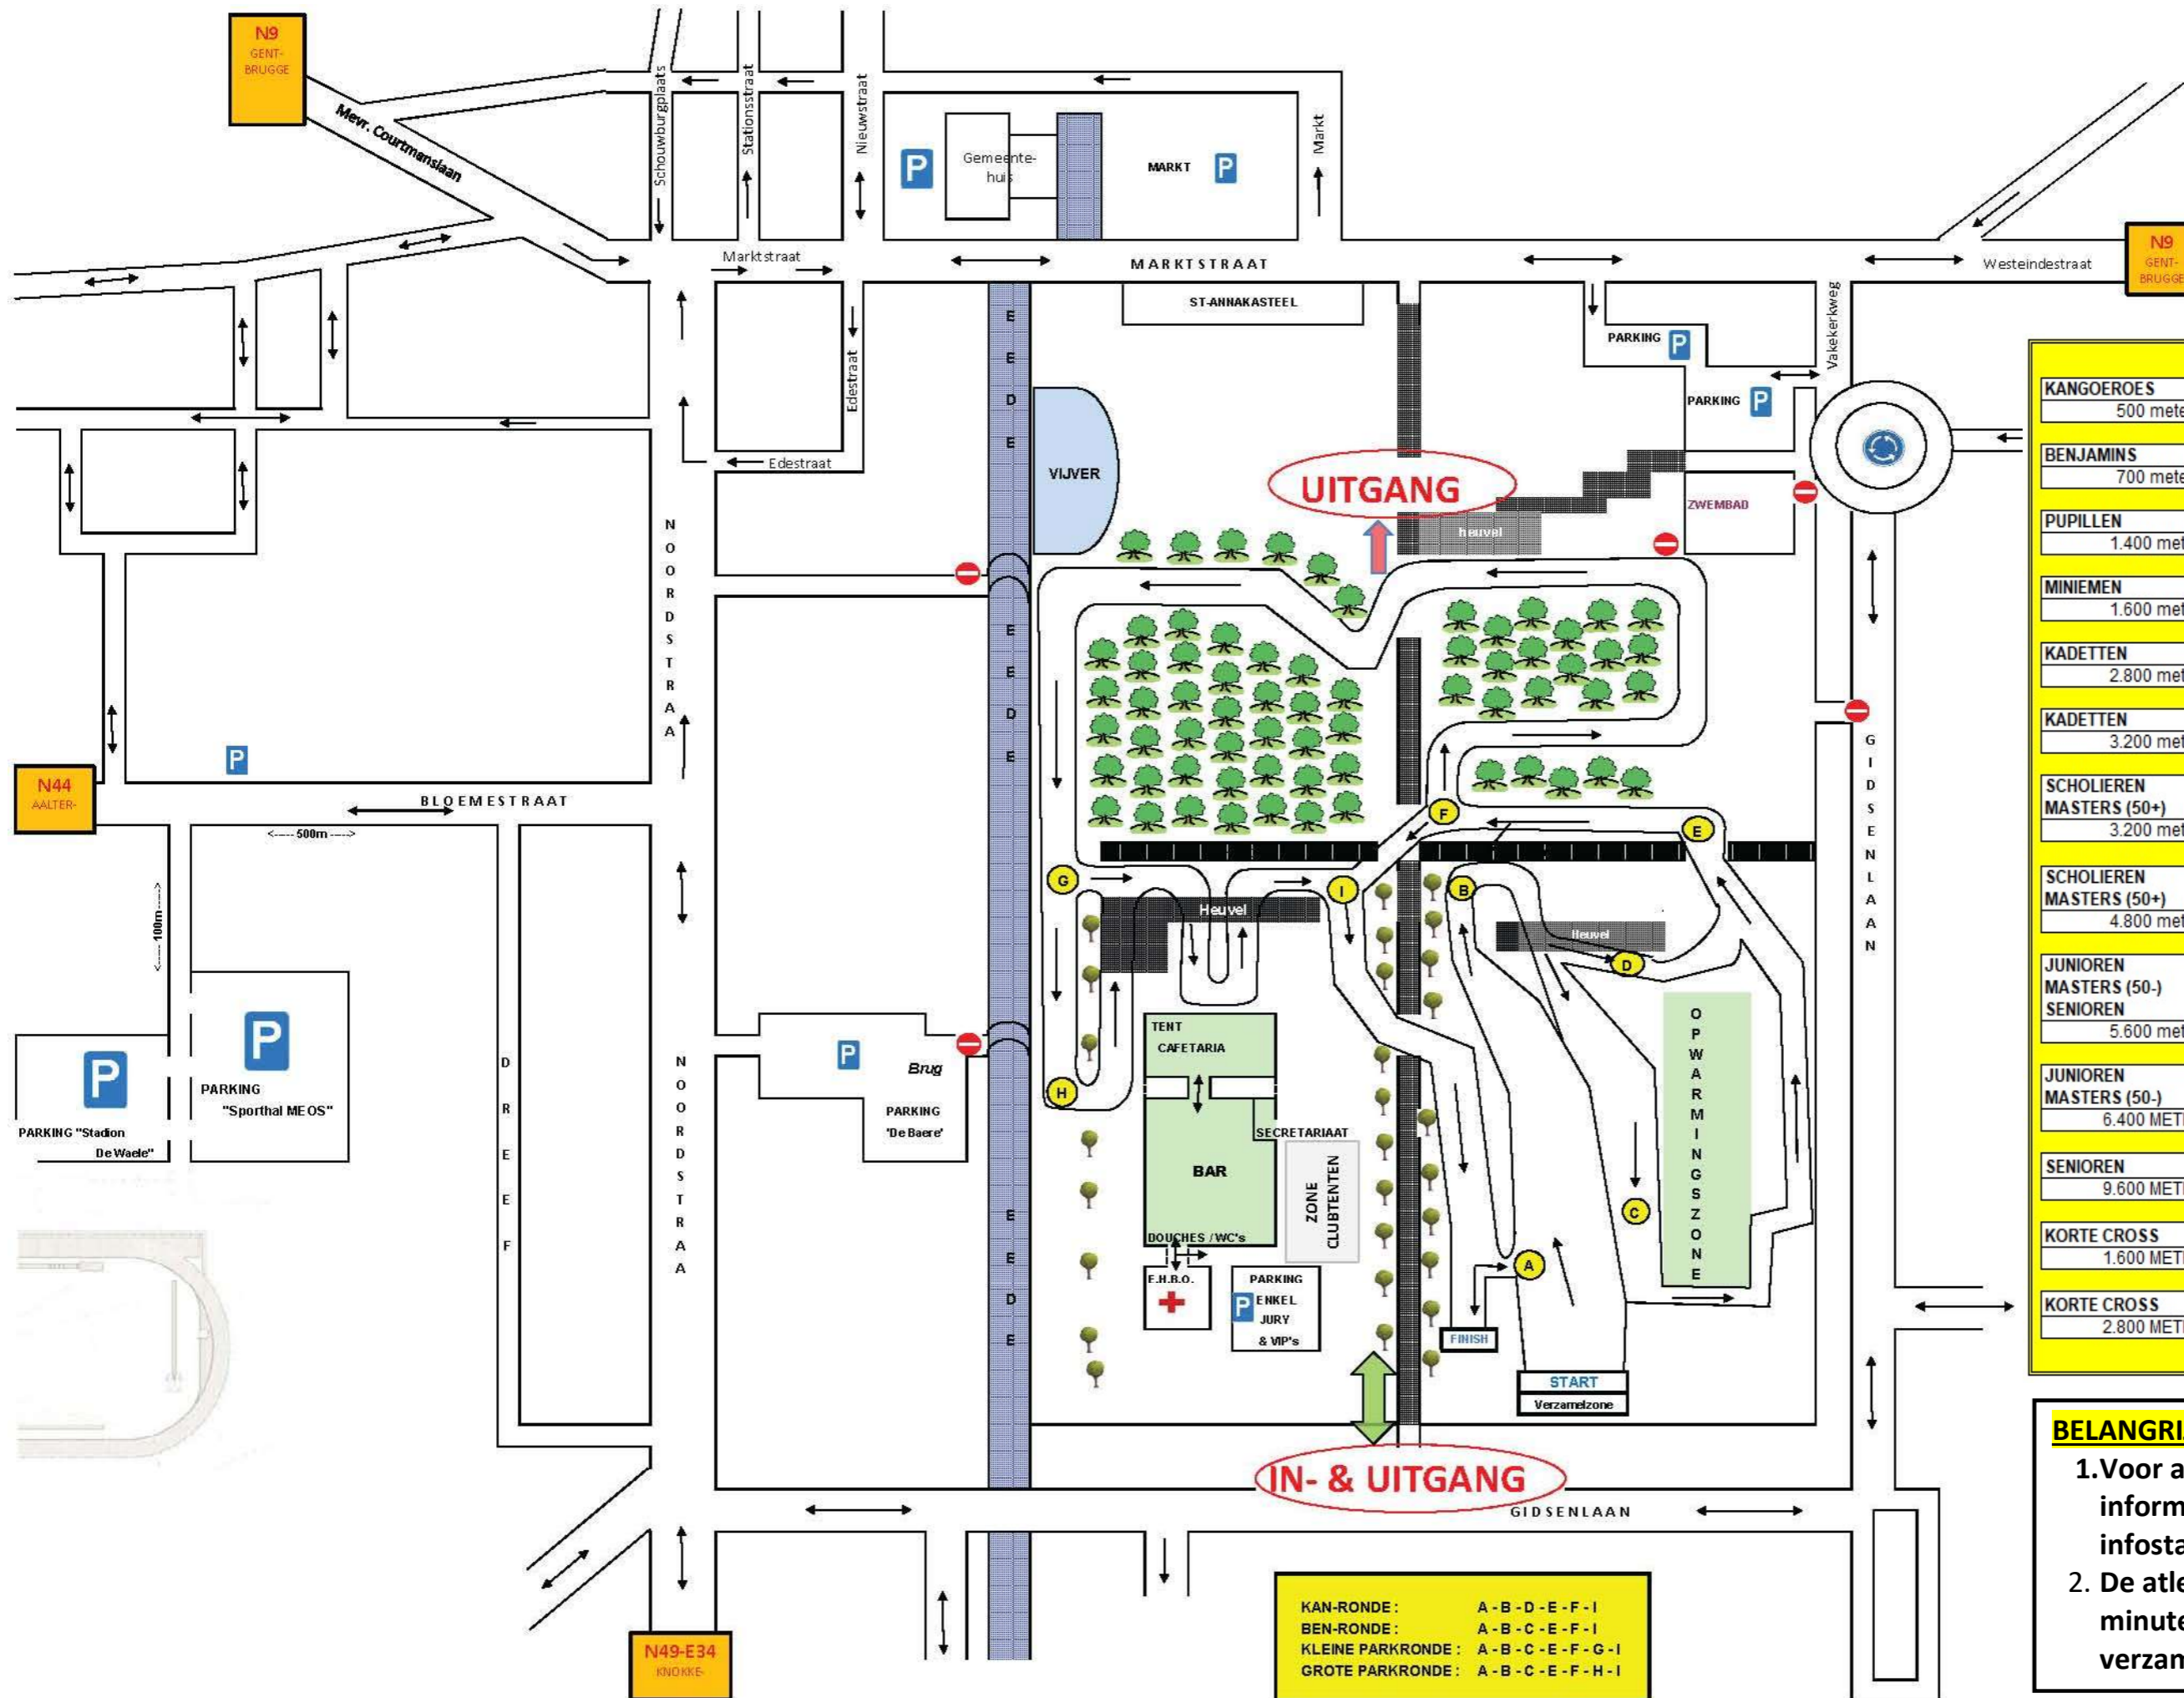 N9
GENT-
BRUGGE
Mevr. Courtmanslaan
Schouwburgplaats
Stationsstraat
Nieuwstraat
P
Gemeente-
huis
MARKT
P
Markt
Marktstraat
MARKTSTRAAT
Westeindestraat
N9
GENT-
BRUGGE
ST-ANNAKASTEEL
Edestraat
Edestraat
EEDE
VIJVER
PARKING P
PARKING P
Vakekerkweg
UITGANG
heuvel
ZWEMBAD
NOORDSTRAA
EEDE
GIDSENLAAN
N44
AALTER-
P
BLOEMESTRAAT
<----- 500m ---->
<----- 100m ----->
F
E
G
I
B
Heuvel
Heuvel
D
H
C
A
P
PARKING "Stadion
De Waele"
P
PARKING
"Sporthal MEOS"
DREEF
NOORDSTRAA
P
Brug
PARKING
'De Baere'
EEDE
TENT
CAFETARIA
SECRETARIAAT
BAR
ZONE
CLUBTENTEN
DOUCHES / WC's
E.H.B.O.
PARKING
P ENKEL
JURY
& VIP's
OPWARMINGSZONE
FINISH
START
Verzamelzone
IN- & UITGANG
GIDSENLAAN
N49-E34
KNOKKE-
KAN-RONDE : A - B - D - E - F - I
BEN-RONDE : A - B - C - E - F - I
KLEINE PARKRONDE : A - B - C - E - F - G - I
GROTE PARKRONDE : A - B - C - E - F - H - I
KANGOEROES
500 mete
BENJAMINS
700 mete
PUPILLEN
1.400 met
MINIEMEN
1.600 met
KADETTEN
2.800 met
KADETTEN
3.200 met
SCHOLIEREN
MASTERS (50+)
3.200 met
SCHOLIEREN
MASTERS (50+)
4.800 met
JUNIOREN
MASTERS (50-)
SENIOREN
5.600 met
JUNIOREN
MASTERS (50-)
6.400 MET
SENIOREN
9.600 MET
KORTE CROSS
1.600 MET
KORTE CROSS
2.800 MET
BELANGRI
1.Voor a
inform
infosta
2. De atle
minute
verzam